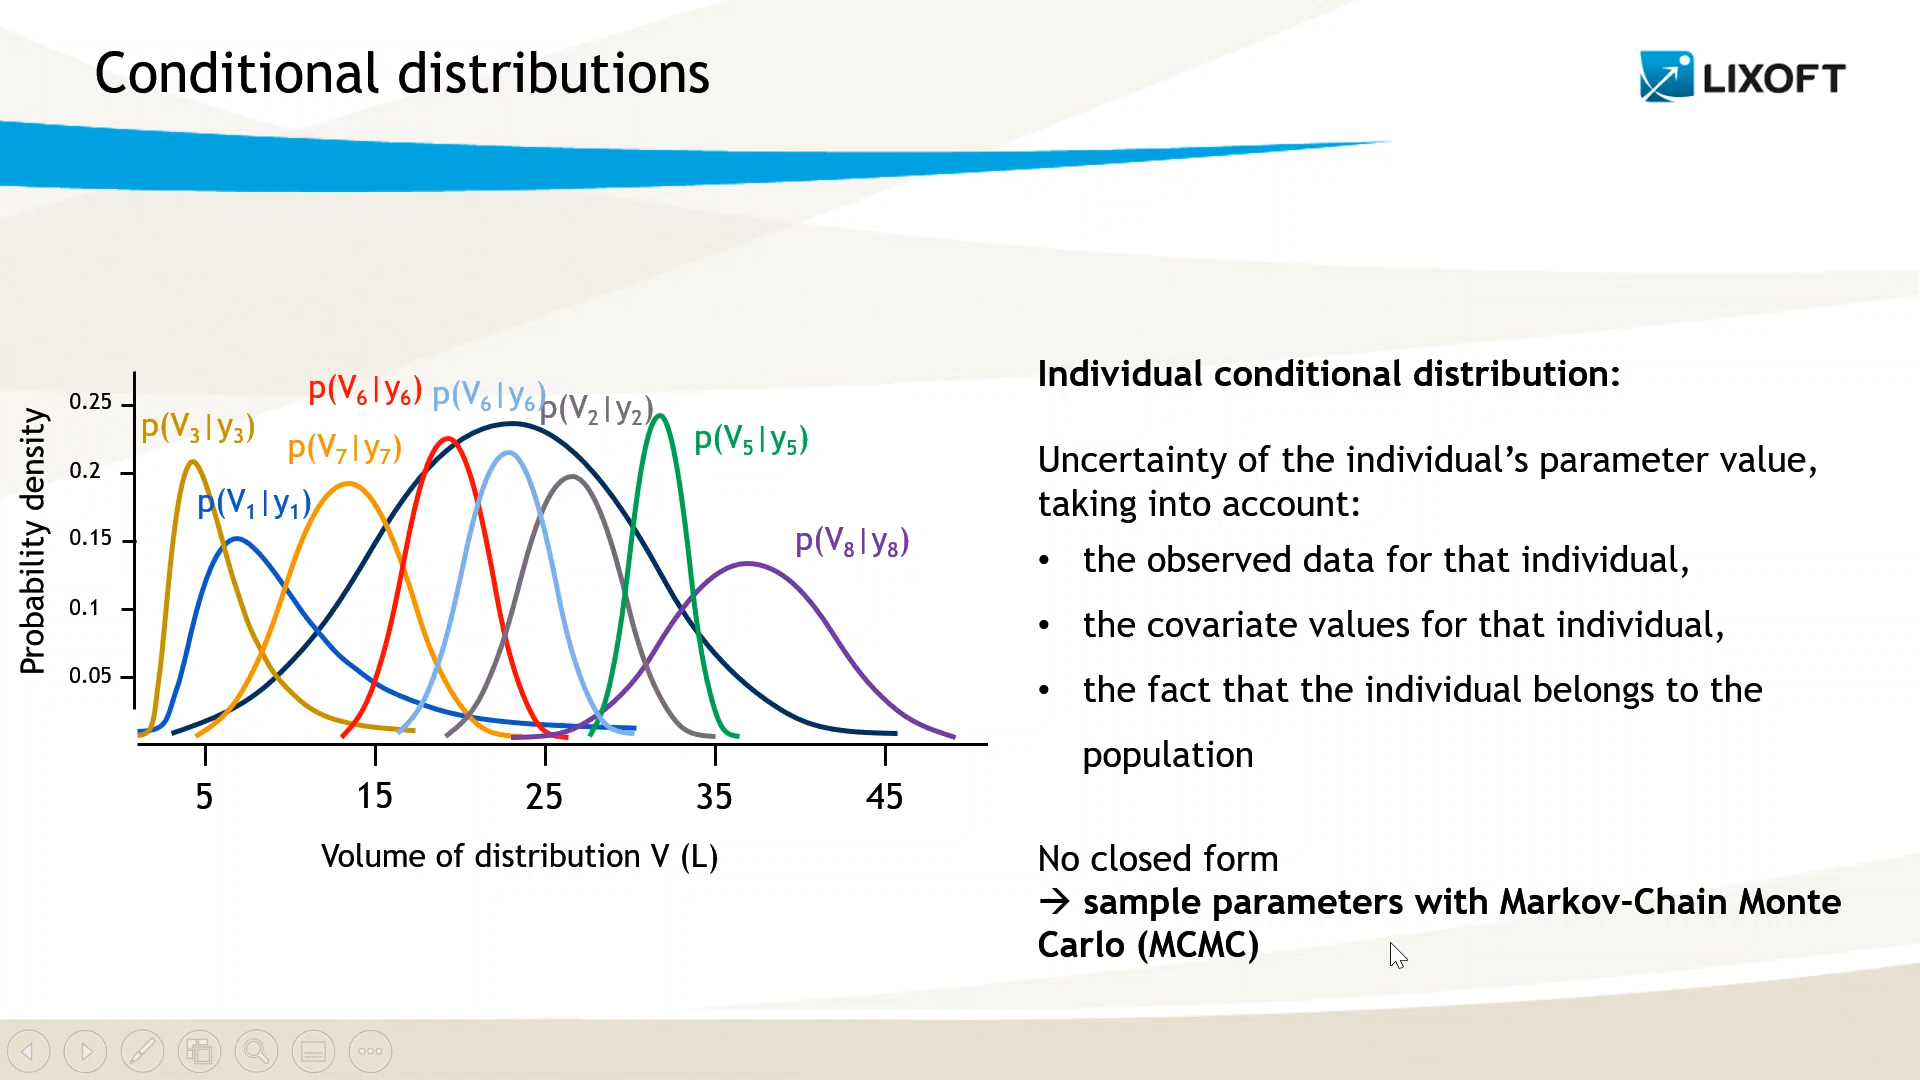 Conditional distributions
LIXOFT
Probability density
0.25
0.2
0.15
0.1
0.05
p(V₃|y₃)
p(V₁|y₁)
p(V₇|y₇)
p(V₆|y₆)
p(V₆|y₆)
p(V₂|y₂)
p(V₅|y₅)
p(V₈|y₈)
5 15 25 35 45
Volume of distribution V (L)
Individual conditional distribution:
Uncertainty of the individual’s parameter value,
taking into account:
• the observed data for that individual,
• the covariate values for that individual,
• the fact that the individual belongs to the
population
No closed form
→ sample parameters with Markov-Chain Monte
Carlo (MCMC)